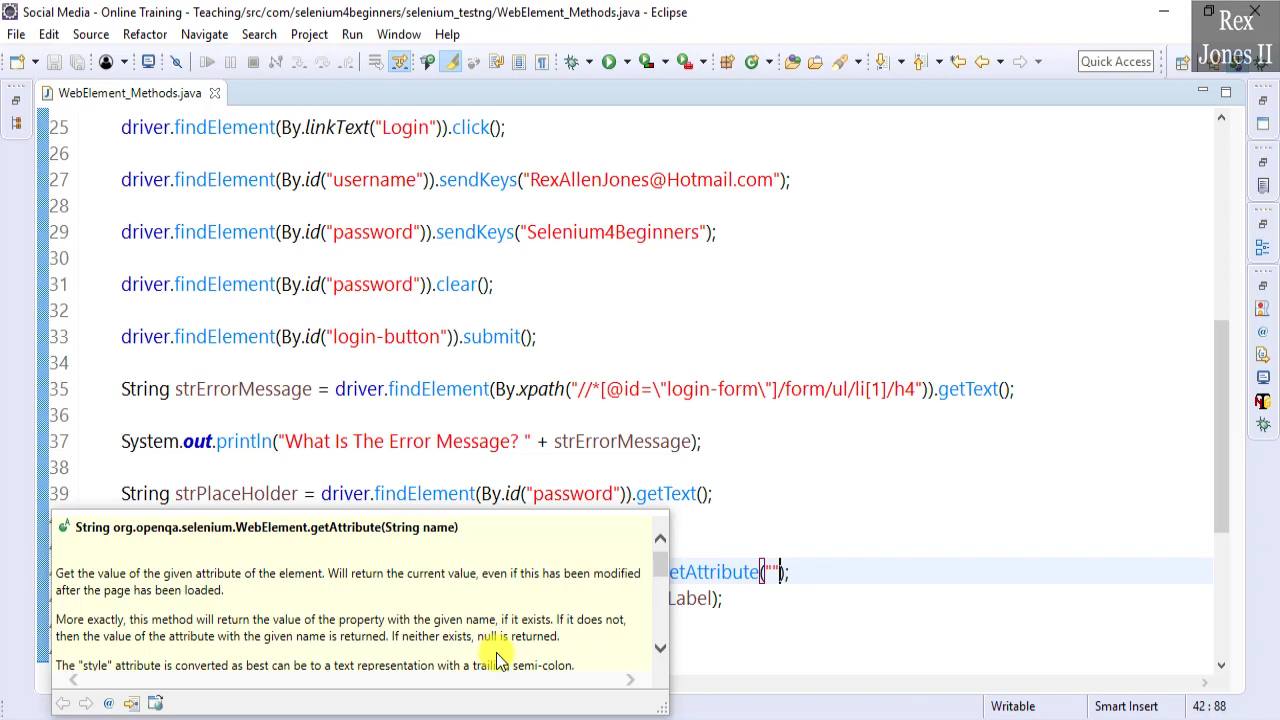 Social Media - Online Training - Teaching/src/com/selenium4beginners/selenium_testng/WebElement_Methods.java - Eclipse
Rex
Jones II
File Edit Source Refactor Navigate Search Project Run Window Help
Quick Access
WebElement_Methods.java
25 driver.findElement(By.linkText("Login")).click();
26
27 driver.findElement(By.id("username")).sendKeys("RexAllenJones@Hotmail.com");
28
29 driver.findElement(By.id("password")).sendKeys("Selenium4Beginners");
30
31 driver.findElement(By.id("password")).clear();
32
33 driver.findElement(By.id("login-button")).submit();
34
35 String strErrorMessage = driver.findElement(By.xpath("//*[@id=\"login-form\"]/form/ul/li[1]/h4")).getText();
36
37 System.out.println("What Is The Error Message? " + strErrorMessage);
38
39 String strPlaceHolder = driver.findElement(By.id("password")).getText();
String org.openqa.selenium.WebElement.getAttribute(String name)
etAttribute("");
Get the value of the given attribute of the element. Will return the current value, even if this has been modified
after the page has been loaded.
Label);
More exactly, this method will return the value of the property with the given name, if it exists. If it does not,
then the value of the attribute with the given name is returned. If neither exists, null is returned.
The "style" attribute is converted as best can be to a text representation with a trailing semi-colon.
Writable Smart Insert 42 : 88